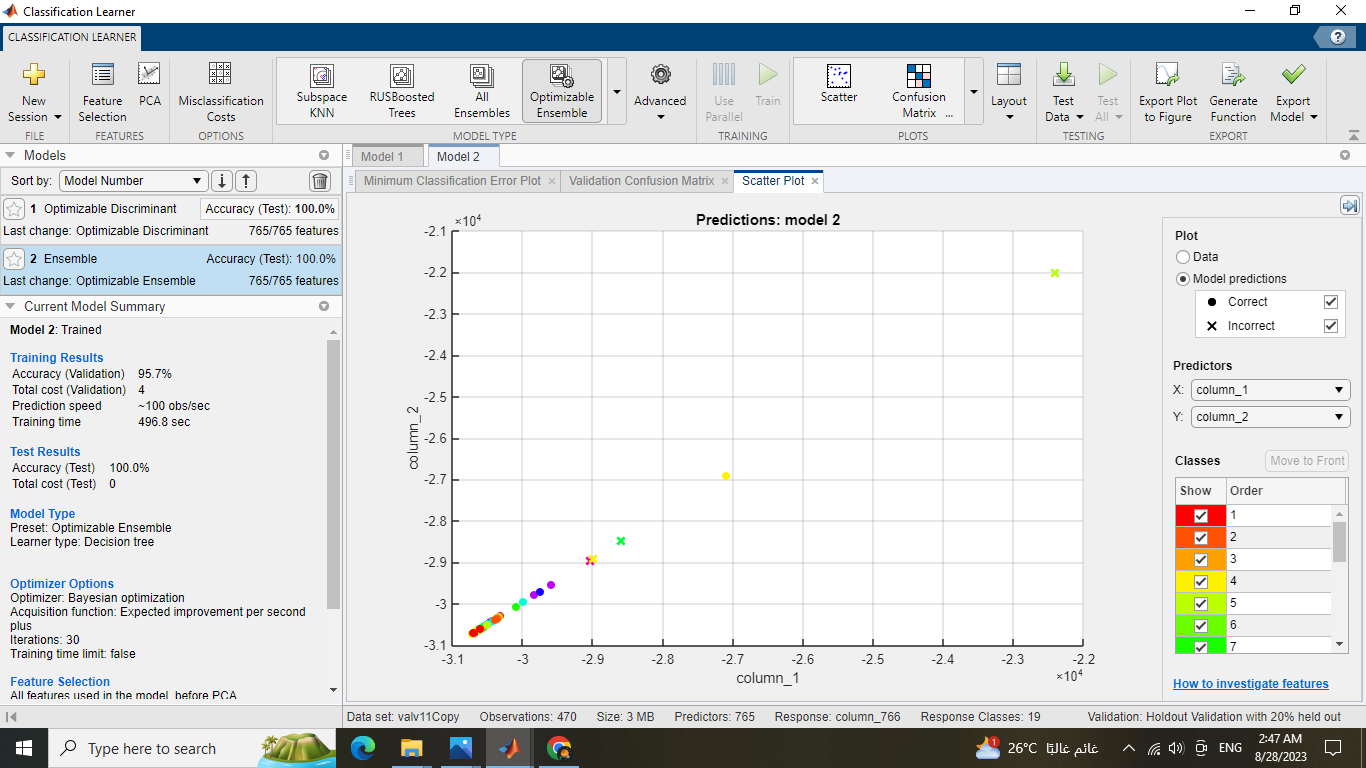 Classification Learner
CLASSIFICATION LEARNER
New Session
FILE
Feature Selection
PCA
FEATURES
Misclassification Costs
OPTIONS
Subspace KNN
RUSBoosted Trees
All Ensembles
Optimizable Ensemble
MODEL TYPE
Advanced
Use Parallel
Train
TRAINING
Scatter
Confusion Matrix ...
PLOTS
Layout
Test Data
Test All
TESTING
Export Plot to Figure
Generate Function
Export Model
EXPORT
Models
Sort by: Model Number
1 Optimizable Discriminant Accuracy (Test): 100.0%
Last change: Optimizable Discriminant 765/765 features
2 Ensemble Accuracy (Test): 100.0%
Last change: Optimizable Ensemble 765/765 features
Current Model Summary
Model 2: Trained
Training Results
Accuracy (Validation) 95.7%
Total cost (Validation) 4
Prediction speed ~100 obs/sec
Training time 496.8 sec
Test Results
Accuracy (Test) 100.0%
Total cost (Test) 0
Model Type
Preset: Optimizable Ensemble
Learner type: Decision tree
Optimizer Options
Optimizer: Bayesian optimization
Acquisition function: Expected improvement per second
plus
Iterations: 30
Training time limit: false
Feature Selection
All features used in the model, before PCA
Model 1 Model 2
Minimum Classification Error Plot × Validation Confusion Matrix × Scatter Plot ×
Predictions: model 2
×10⁴
-2.1
-2.2
-2.3
-2.4
-2.5
-2.6
-2.7
-2.8
-2.9
-3
-3.1
column_2
-3.1 -3 -2.9 -2.8 -2.7 -2.6 -2.5 -2.4 -2.3 -2.2
×10⁴
column_1
Plot
Data
Model predictions
Correct
Incorrect
Predictors
X: column_1
Y: column_2
Classes
Move to Front
Show Order
1
2
3
4
5
6
7
How to investigate features
Data set: valv11Copy Observations: 470 Size: 3 MB Predictors: 765 Response: column_766 Response Classes: 19 Validation: Holdout Validation with 20% held out
Type here to search
26°C غائم غالبًا
ENG
2:47 AM
8/28/2023